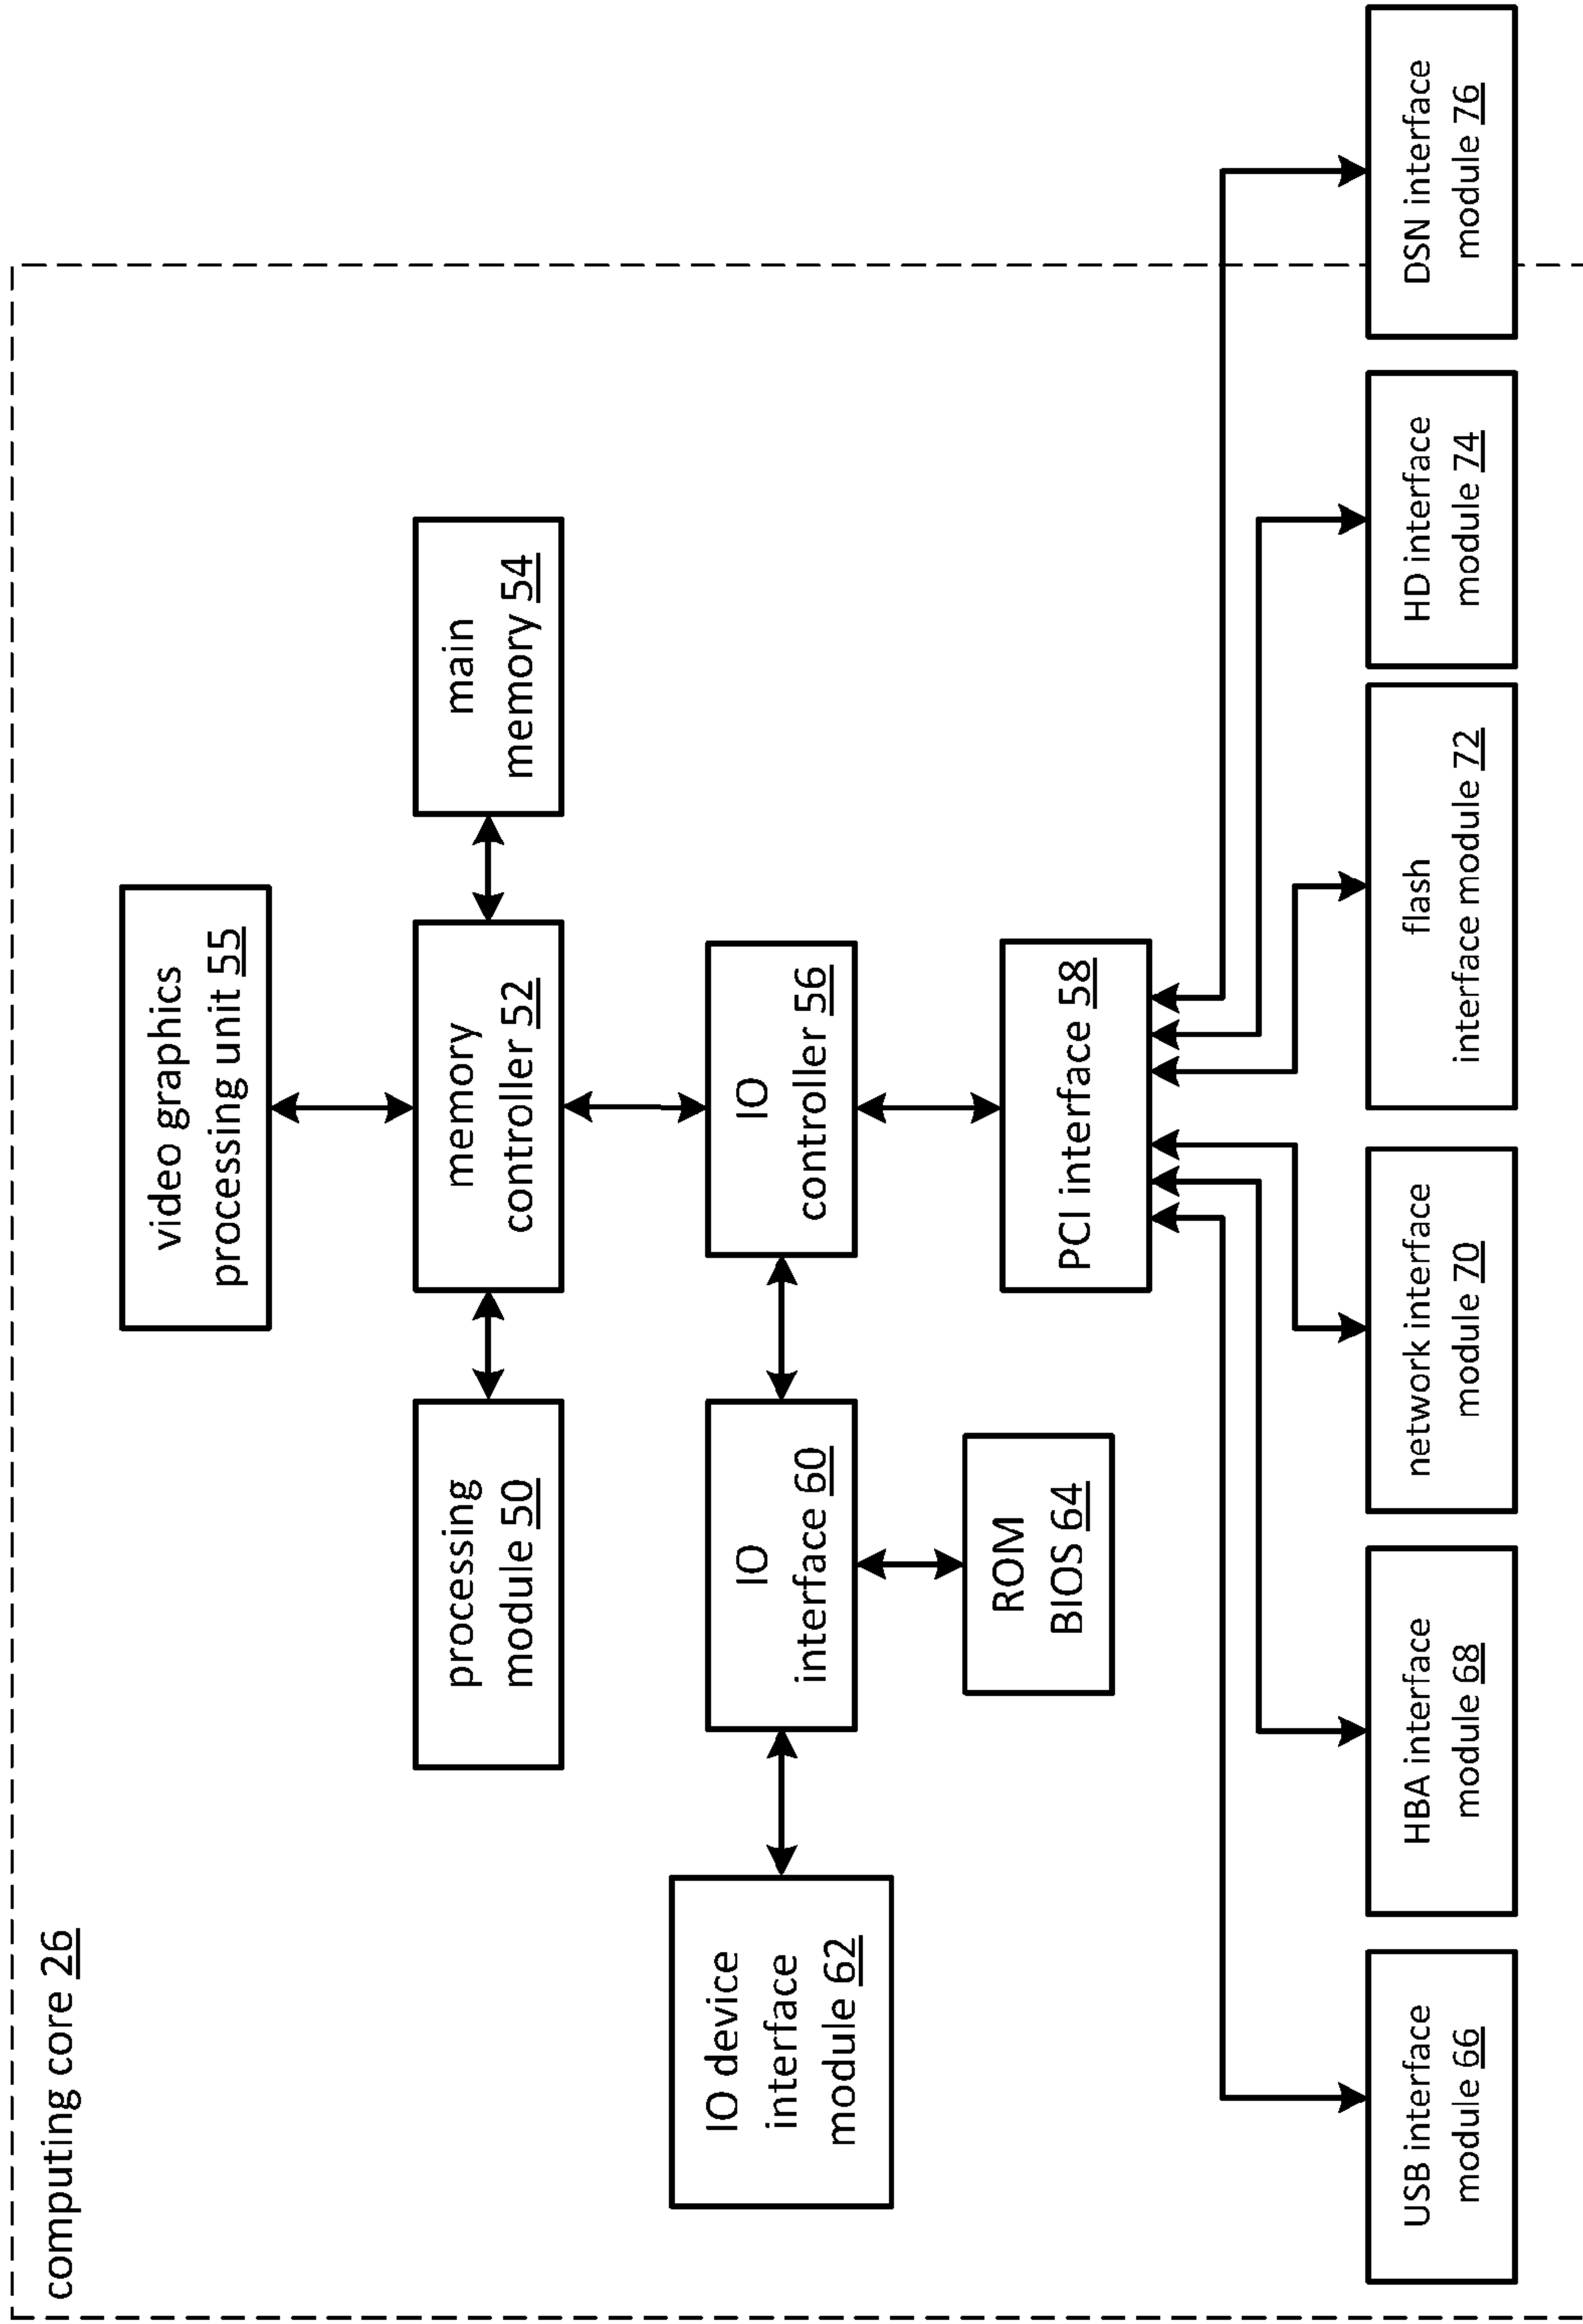 computing core 26
video graphics
processing unit 55
processing
module 50
memory
controller 52
main
memory 54
IO device
interface
module 62
IO
interface 60
IO
controller 56
ROM
BIOS 64
PCI interface 58
USB interface
module 66
HBA interface
module 68
network interface
module 70
flash
interface module 72
HD interface
module 74
DSN interface
module 76